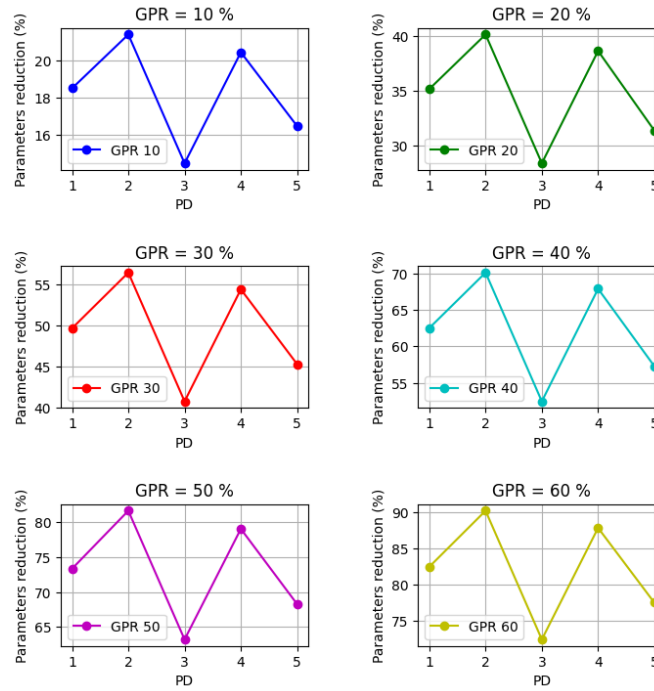 GPR = 10 %
Parameters reduction (%)
20
18
16
GPR 10
1 2 3 4 5
PD
GPR = 20 %
Parameters reduction (%)
40
35
30
GPR 20
1 2 3 4 5
PD
GPR = 30 %
Parameters reduction (%)
55
50
45
40
GPR 30
1 2 3 4 5
PD
GPR = 40 %
Parameters reduction (%)
70
65
60
55
GPR 40
1 2 3 4 5
PD
GPR = 50 %
Parameters reduction (%)
80
75
70
65
GPR 50
1 2 3 4 5
PD
GPR = 60 %
Parameters reduction (%)
90
85
80
75
GPR 60
1 2 3 4 5
PD